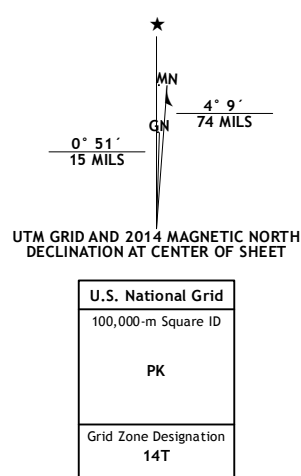 ★
MN
4° 9´
74 MILS
GN
0° 51´
15 MILS
UTM GRID AND 2014 MAGNETIC NORTH
DECLINATION AT CENTER OF SHEET
U.S. National Grid
100,000-m Square ID
PK
Grid Zone Designation
14T